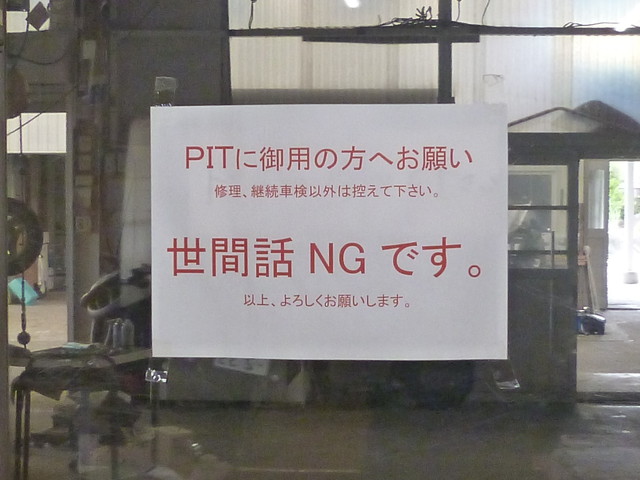 PITに御用の方へお願い
修理、継続車検以外は控えて下さい。
世間話 NG です。
以上、よろしくお願いします。